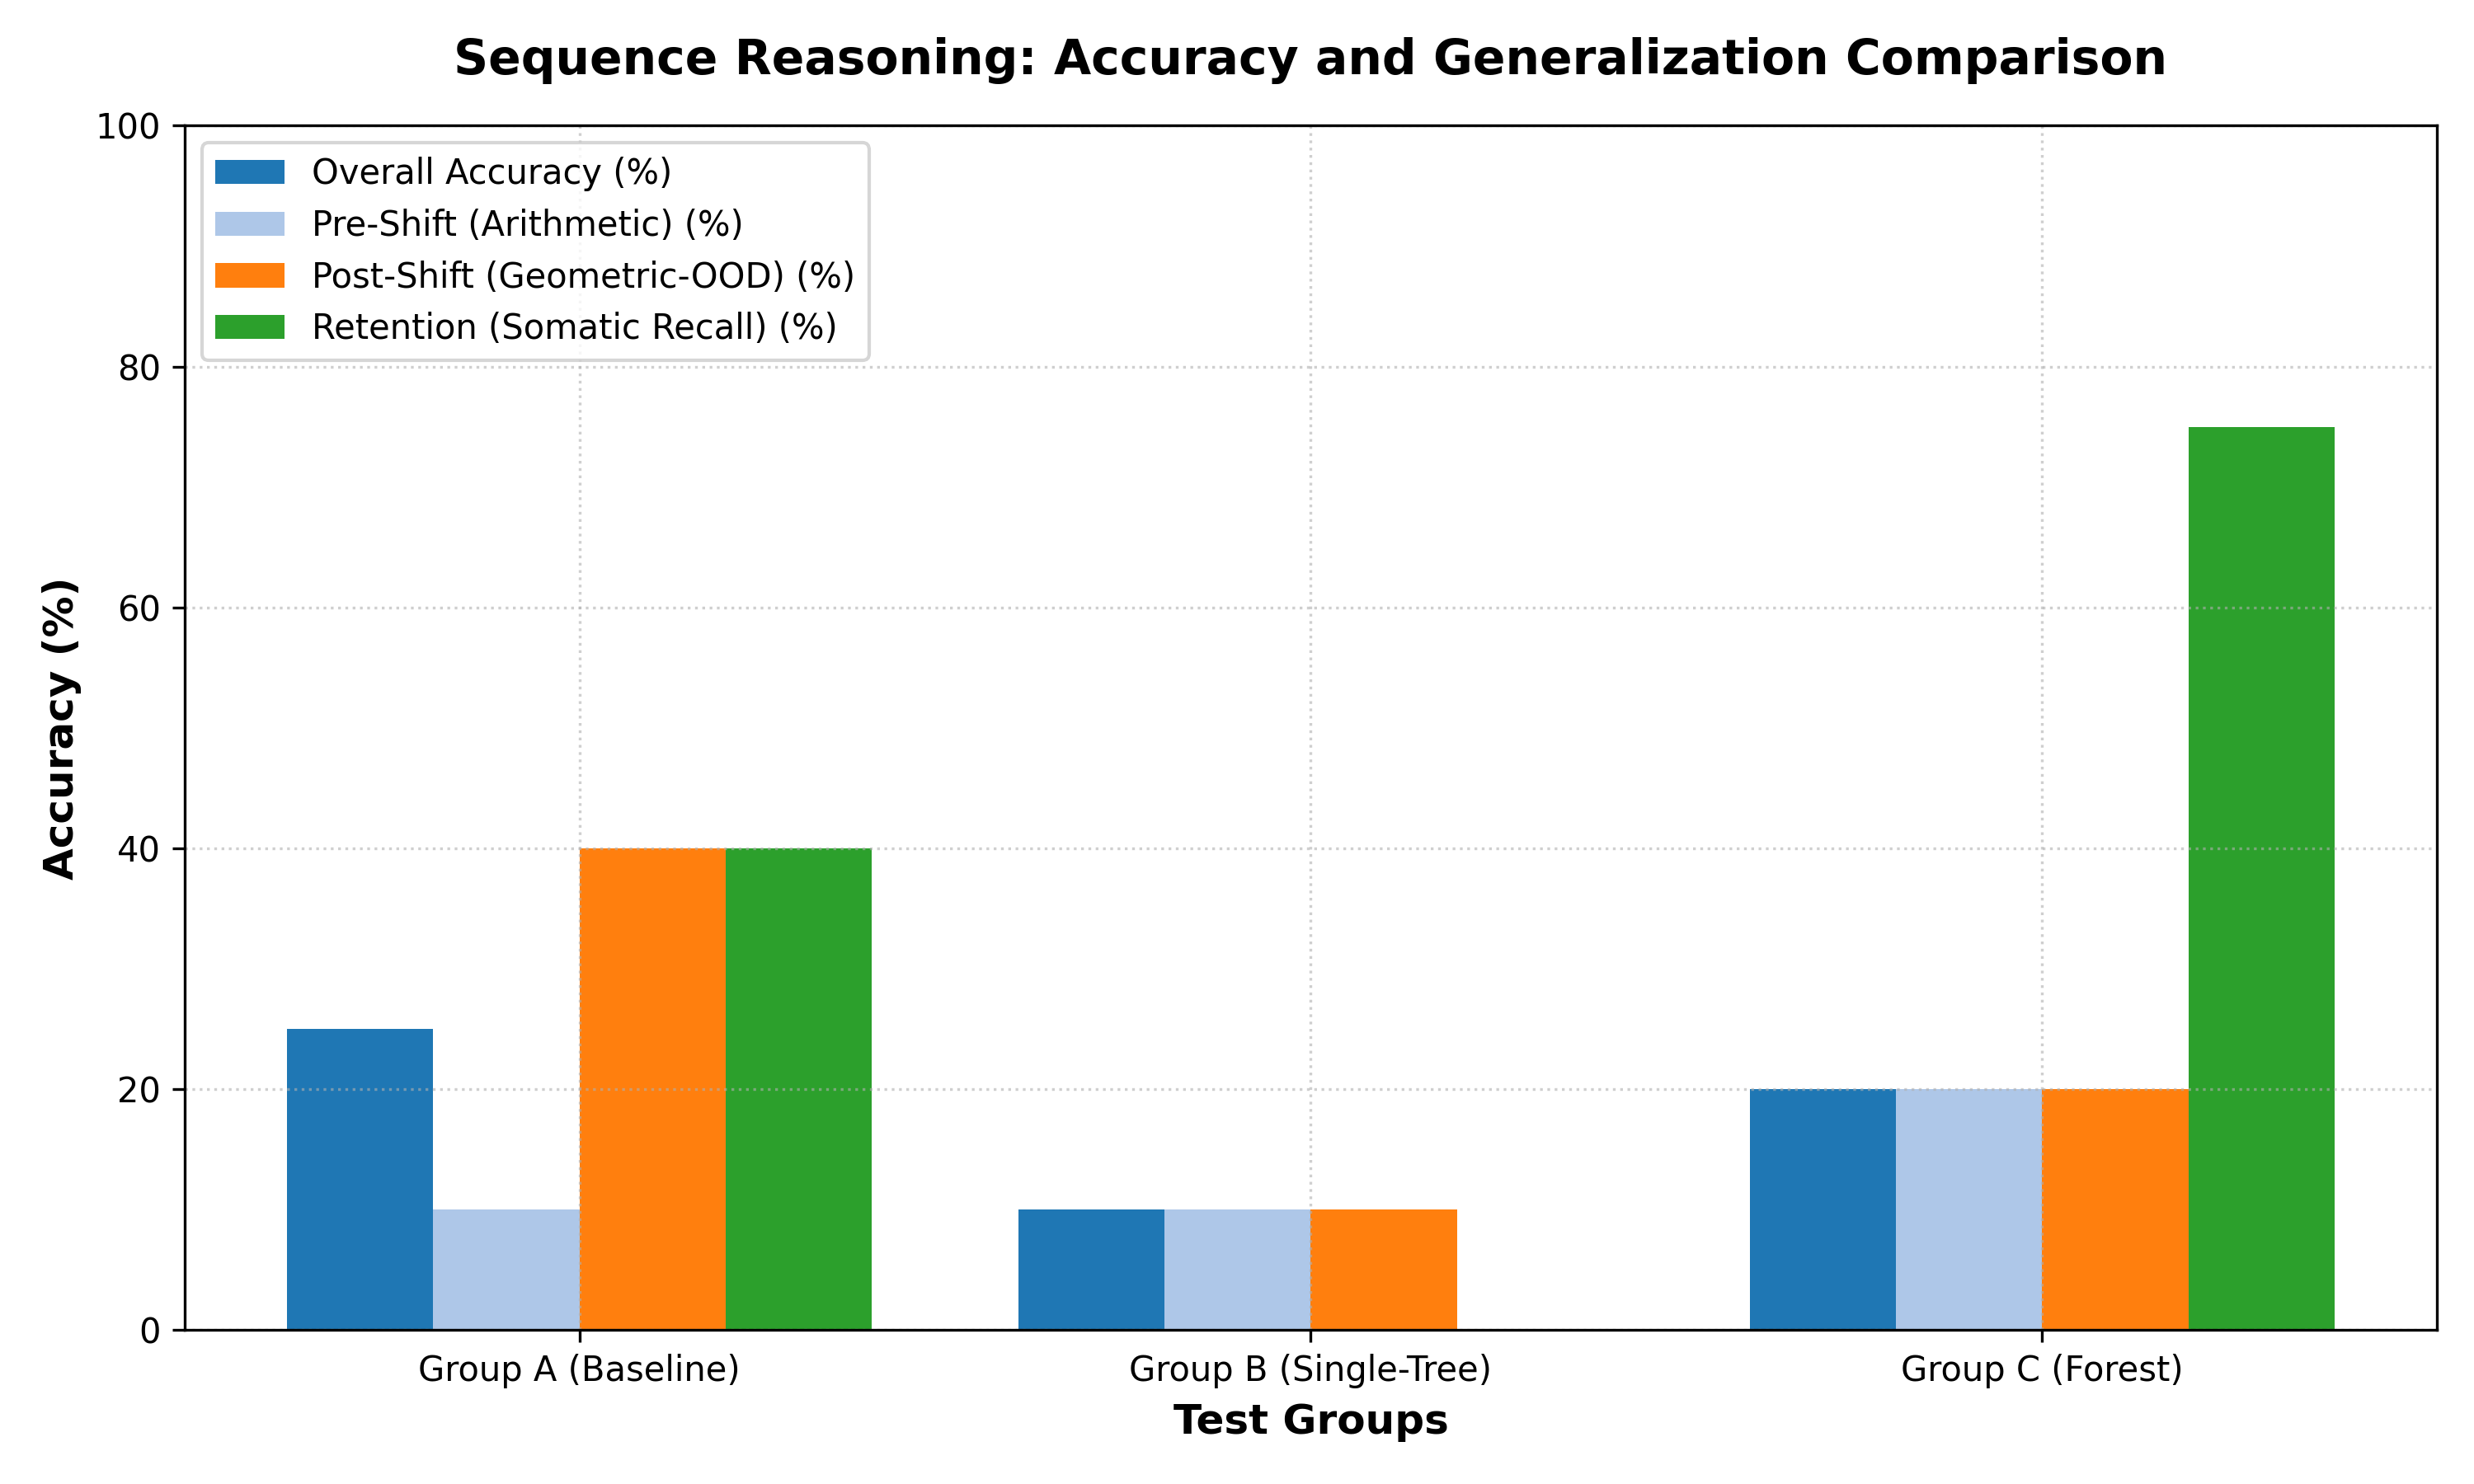 Sequence Reasoning: Accuracy and Generalization Comparison
100
80
60
40
20
0
Accuracy (%)
Overall Accuracy (%)
Pre-Shift (Arithmetic) (%)
Post-Shift (Geometric-OOD) (%)
Retention (Somatic Recall) (%)
Group A (Baseline)
Group B (Single-Tree)
Group C (Forest)
Test Groups